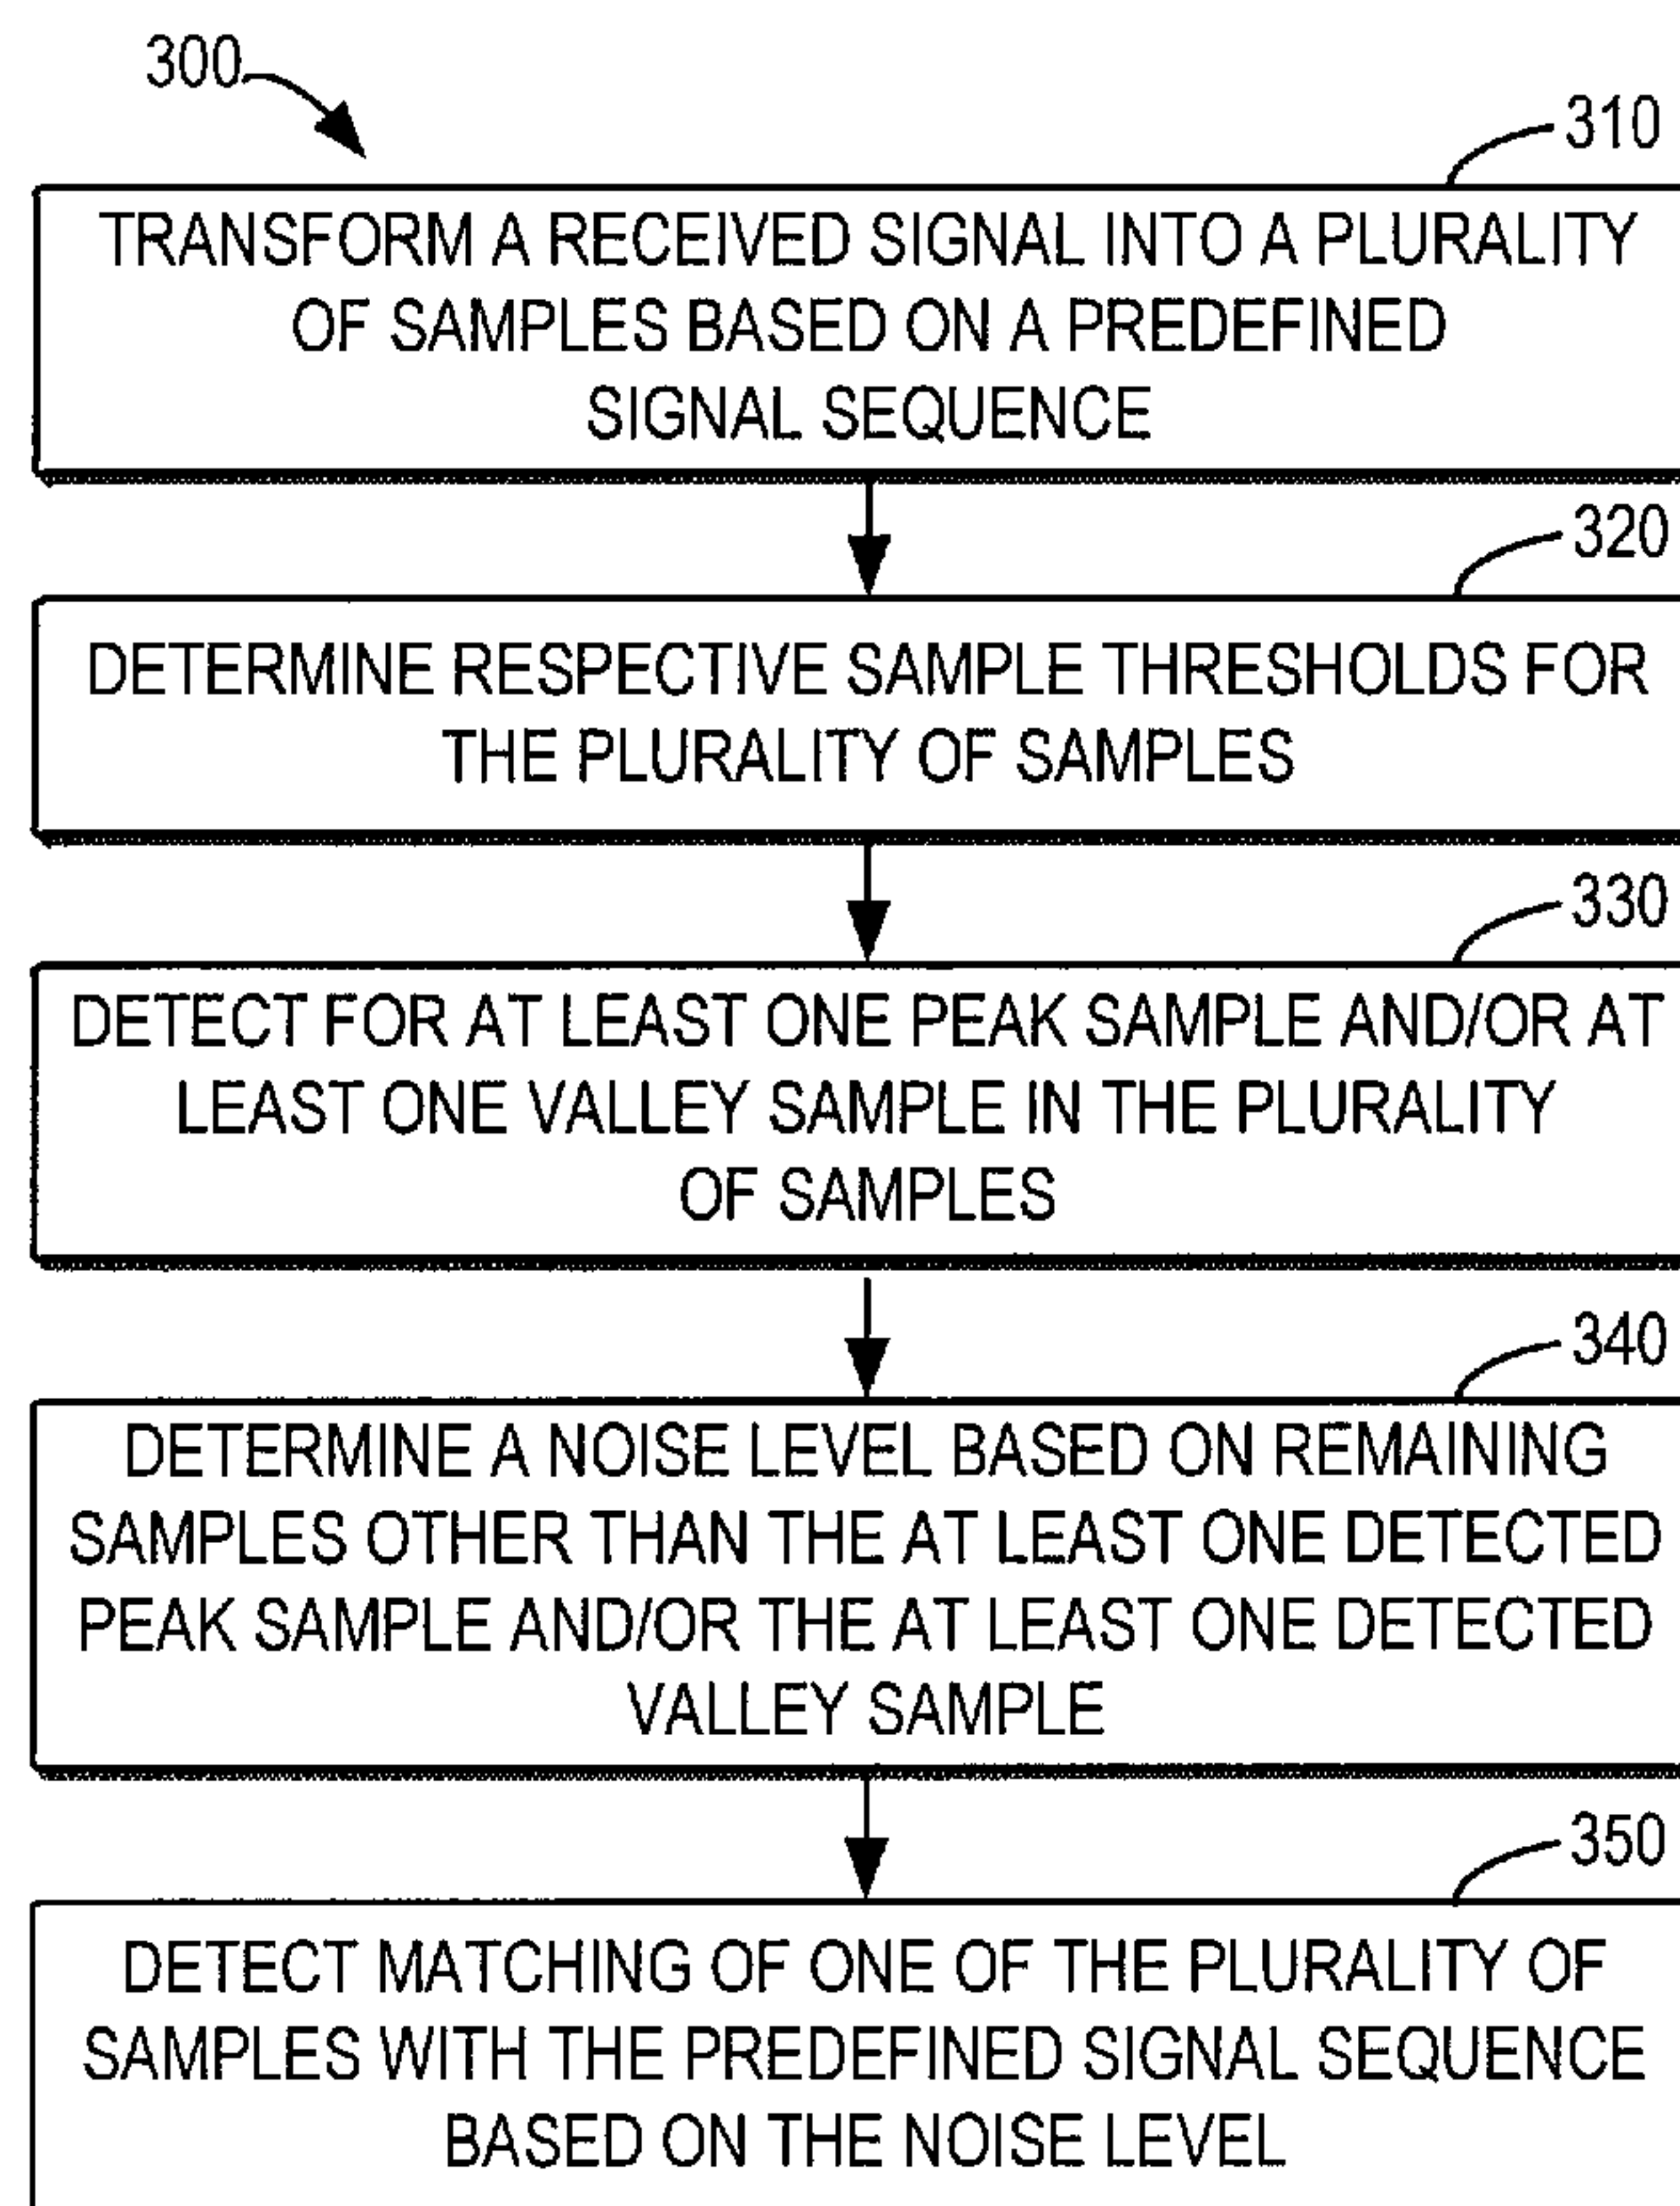 300
310
TRANSFORM A RECEIVED SIGNAL INTO A PLURALITY
OF SAMPLES BASED ON A PREDEFINED
SIGNAL SEQUENCE
320
DETERMINE RESPECTIVE SAMPLE THRESHOLDS FOR
THE PLURALITY OF SAMPLES
330
DETECT FOR AT LEAST ONE PEAK SAMPLE AND/OR AT
LEAST ONE VALLEY SAMPLE IN THE PLURALITY
OF SAMPLES
340
DETERMINE A NOISE LEVEL BASED ON REMAINING
SAMPLES OTHER THAN THE AT LEAST ONE DETECTED
PEAK SAMPLE AND/OR THE AT LEAST ONE DETECTED
VALLEY SAMPLE
350
DETECT MATCHING OF ONE OF THE PLURALITY OF
SAMPLES WITH THE PREDEFINED SIGNAL SEQUENCE
BASED ON THE NOISE LEVEL